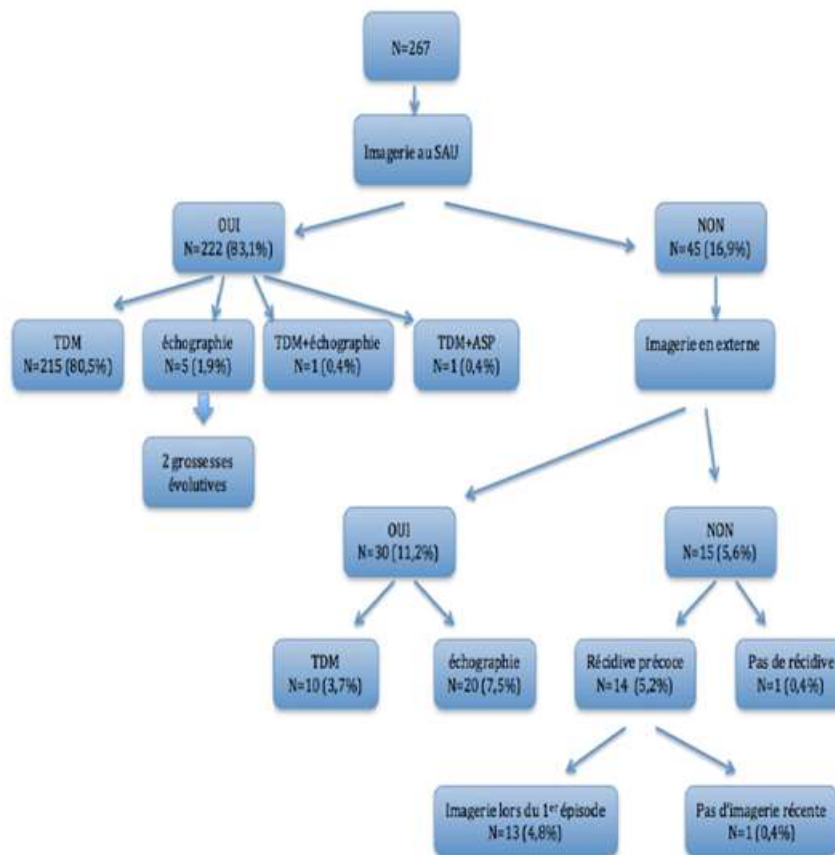 N=267
Imagerie au SAU
OUI
N=222 (83,1%)
NON
N=45 (16,9%)
TDM
N=215 (80,5%)
échographie
N=5 (1,9%)
TDM+échographie
N=1 (0,4%)
TDM+ASP
N=1 (0,4%)
Imagerie en externe
2 grossesses
évolutives
OUI
N=30 (11,2%)
NON
N=15 (5,6%)
TDM
N=10 (3,7%)
échographie
N=20 (7,5%)
Récidive précoce
N=14 (5,2%)
Pas de récidive
N=1 (0,4%)
Imagerie lors du 1er épisode
N=13 (4,8%)
Pas d'imagerie récente
N=1 (0,4%)